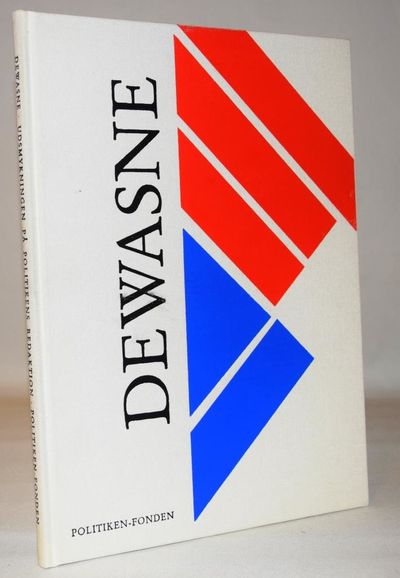 DEWASNE · UDSMYKNINGEN PÅ POLITIKENS REDAKTION · POLITIKEN-FONDEN
DEWASNE
POLITIKEN-FONDEN